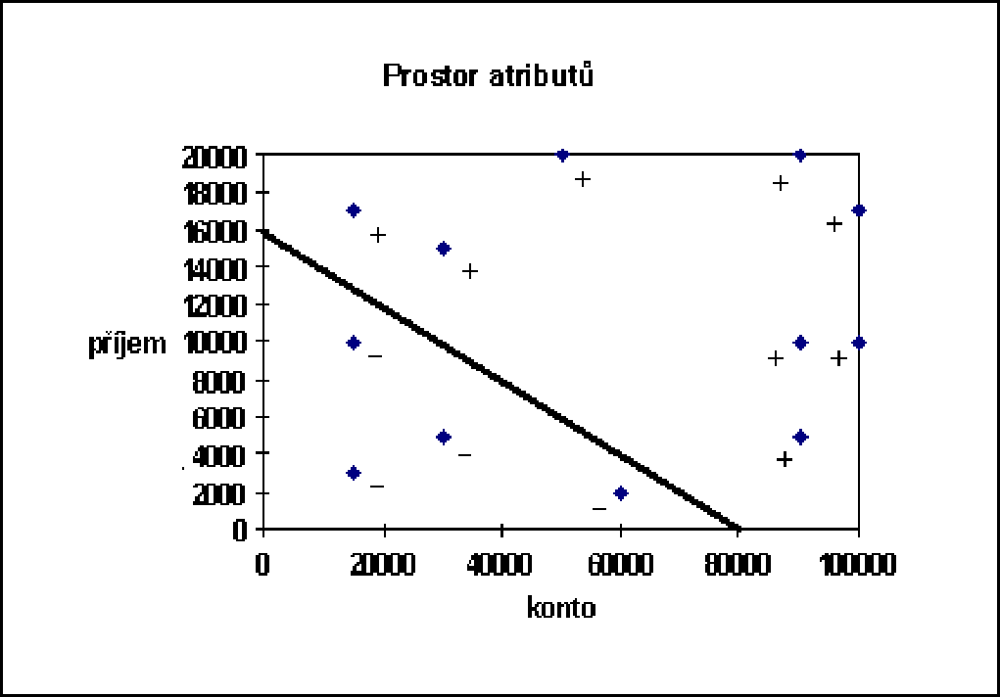 Prostor atributů
20000
18000
16000
14000
12000
příjem 10000
8000
6000
4000
2000
0
0 20000 40000 60000 80000 100000
konto
+ + + + + + + +
− − − −